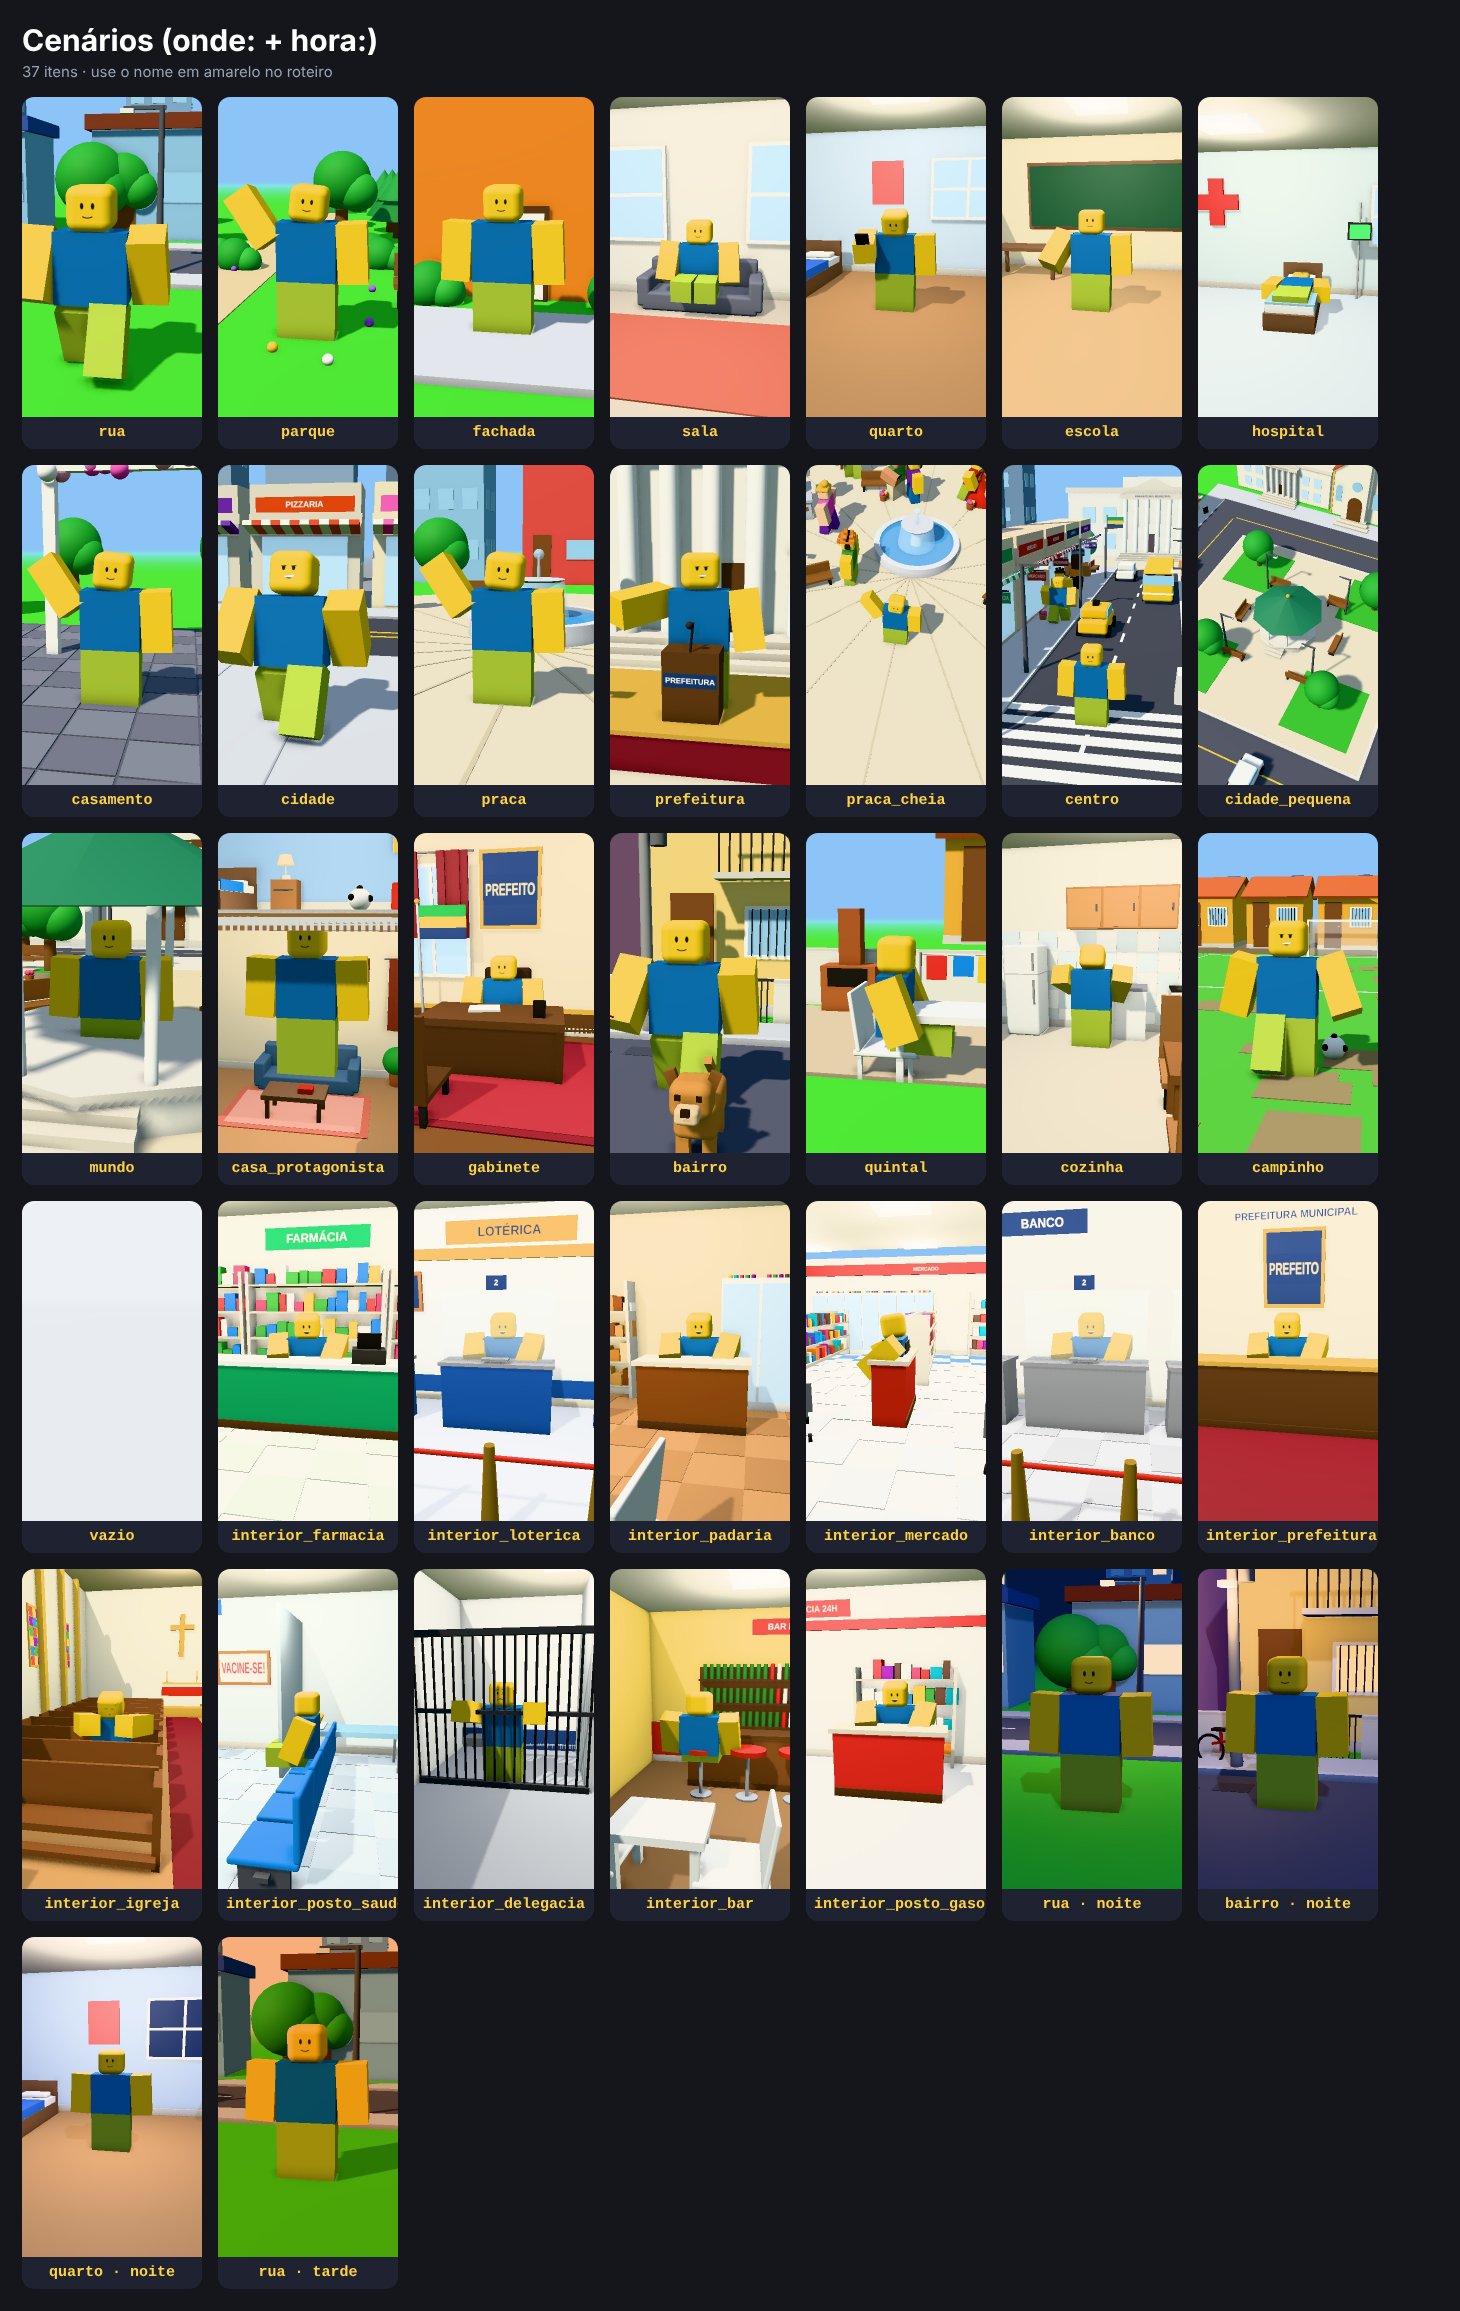 Cenários (onde: + hora:)
37 itens · use o nome em amarelo no roteiro
rua
parque
fachada
sala
quarto
escola
hospital
PIZZARIA
PREFEITURA
casamento
cidade
praca
prefeitura
praca_cheia
centro
cidade_pequena
PREFEITO
mundo
casa_protagonista
gabinete
bairro
quintal
cozinha
campinho
FARMÁCIA
LOTÉRICA
2
MERCADO
BANCO
2
PREFEITURA MUNICIPAL
PREFEITO
vazio
interior_farmacia
interior_loterica
interior_padaria
interior_mercado
interior_banco
interior_prefeitura
VACINE-SE!
BAR
CIA 24H
interior_igreja
interior_posto_saud
interior_delegacia
interior_bar
interior_posto_gaso
rua · noite
bairro · noite
quarto · noite
rua · tarde